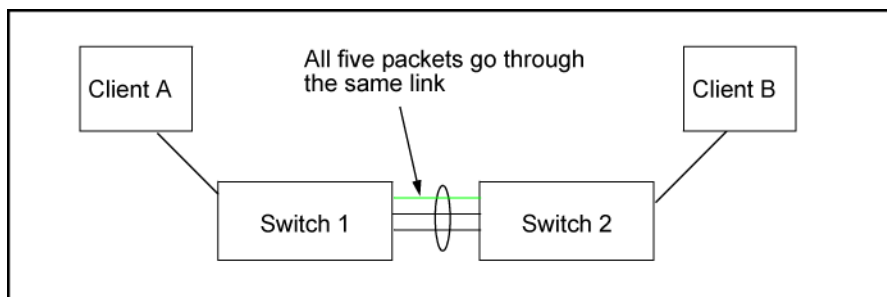 All five packets go through
the same link
Client A
Client B
Switch 1
Switch 2